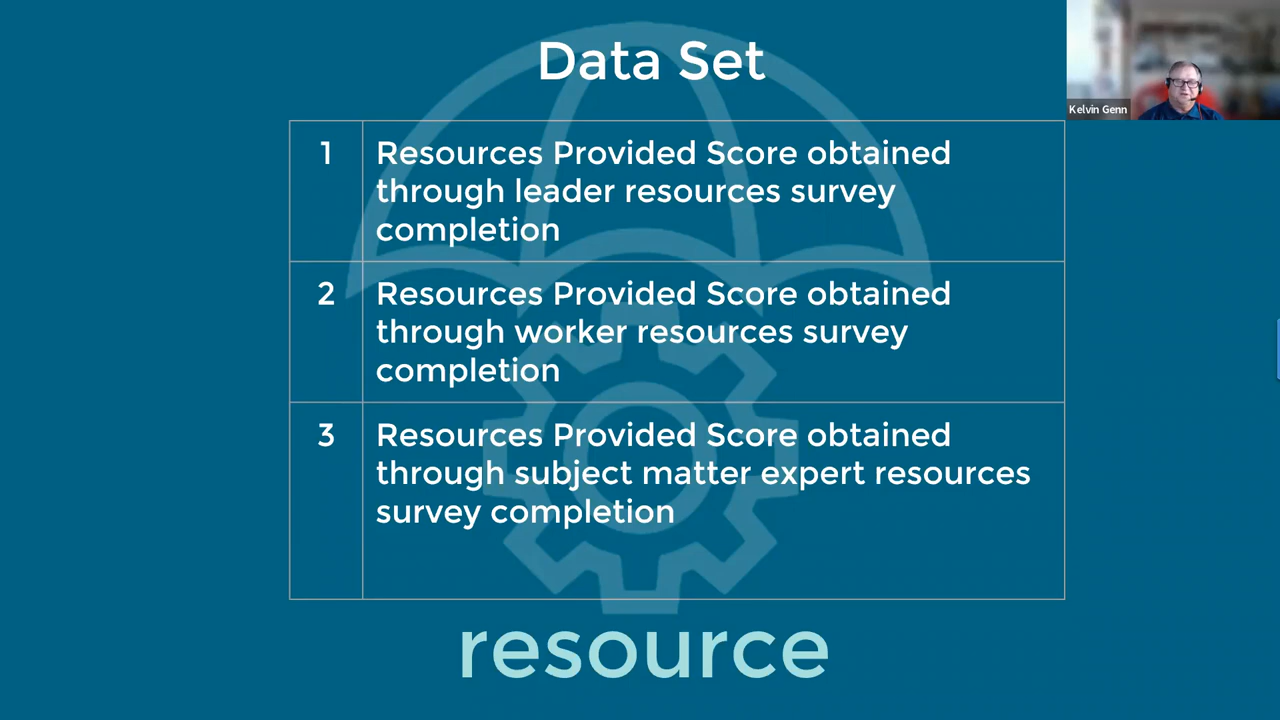 Data Set
Kelvin Genn
1
Resources Provided Score obtained
through leader resources survey
completion
2
Resources Provided Score obtained
through worker resources survey
completion
3
Resources Provided Score obtained
through subject matter expert resources
survey completion
resource